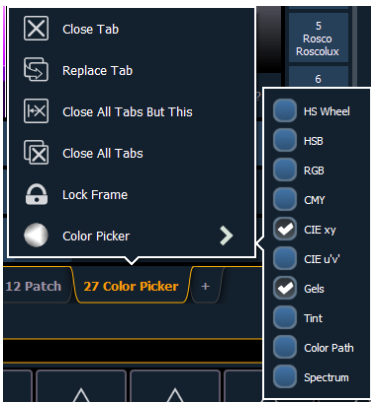 Close Tab
Replace Tab
Close All Tabs But This
Close All Tabs
Lock Frame
Color Picker
5
Rosco
Roscolux
6
HS Wheel
HSB
RGB
CMY
CIE xy
CIE u'v'
Gels
Tint
Color Path
Spectrum
12 Patch
27 Color Picker
+